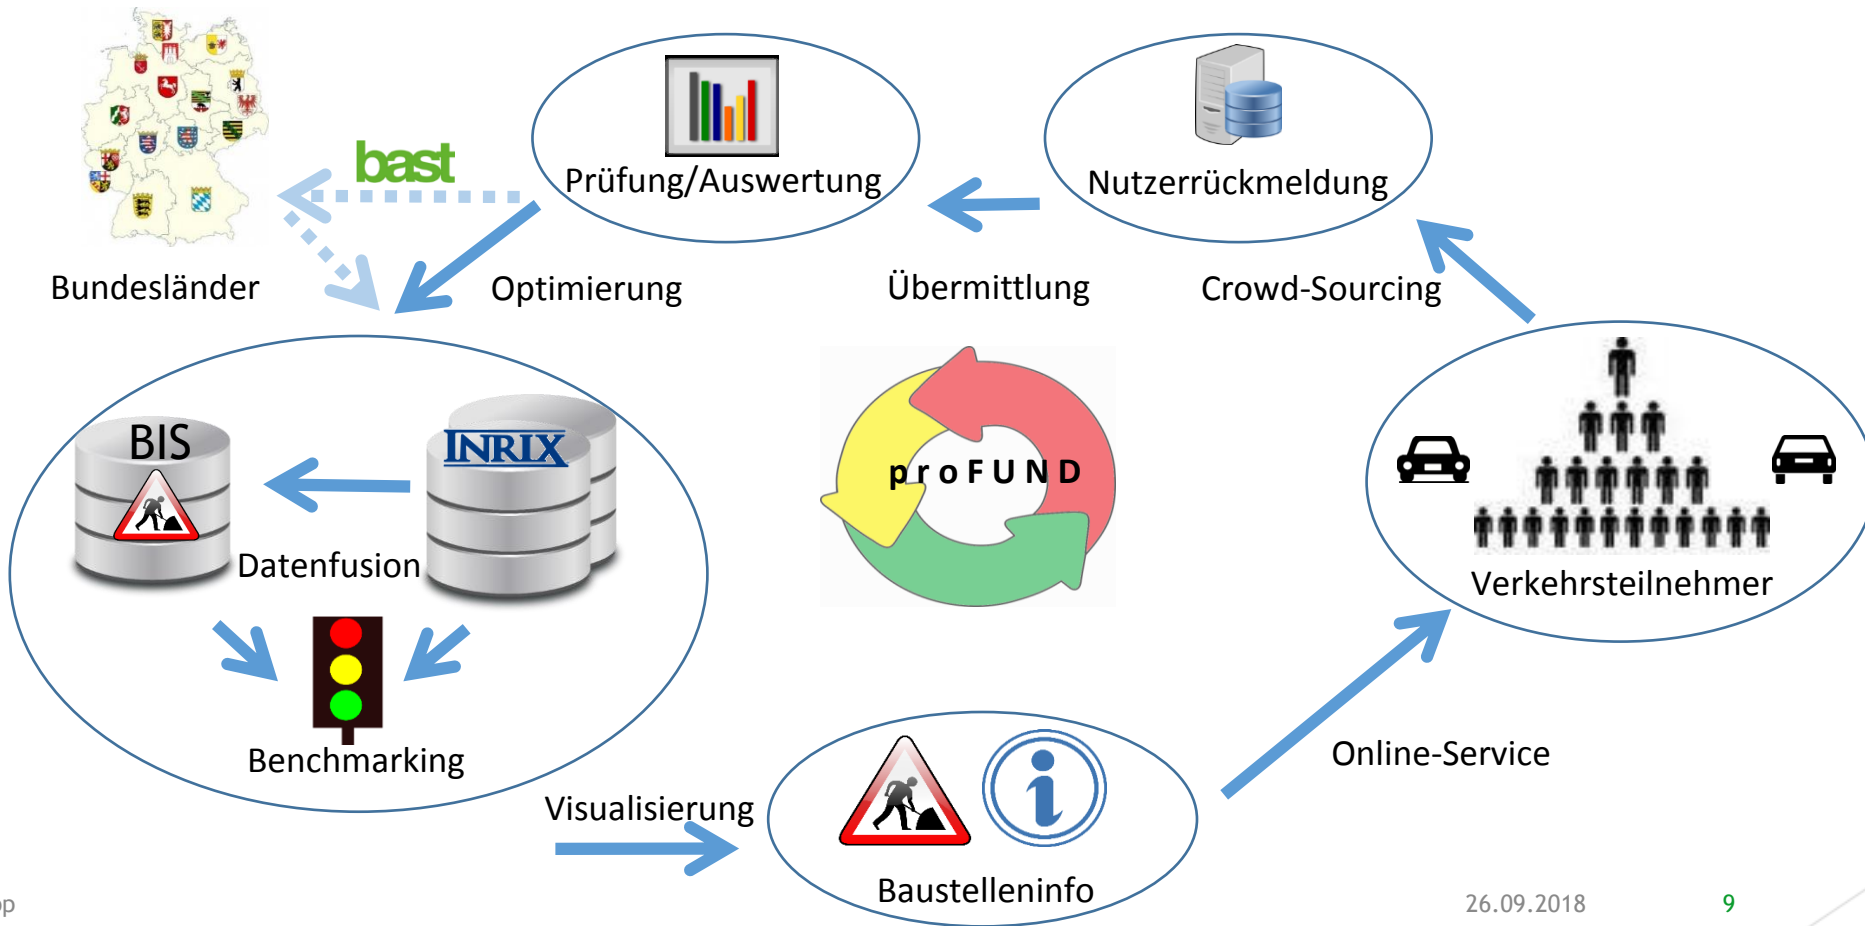 bast
Prüfung/Auswertung
Nutzerrückmeldung
Bundesländer
Optimierung
Übermittlung
Crowd-Sourcing
BIS
INRIX
proFUND
Datenfusion
Verkehrsteilnehmer
Benchmarking
Online-Service
Visualisierung
Baustelleninfo
26.09.2018
9